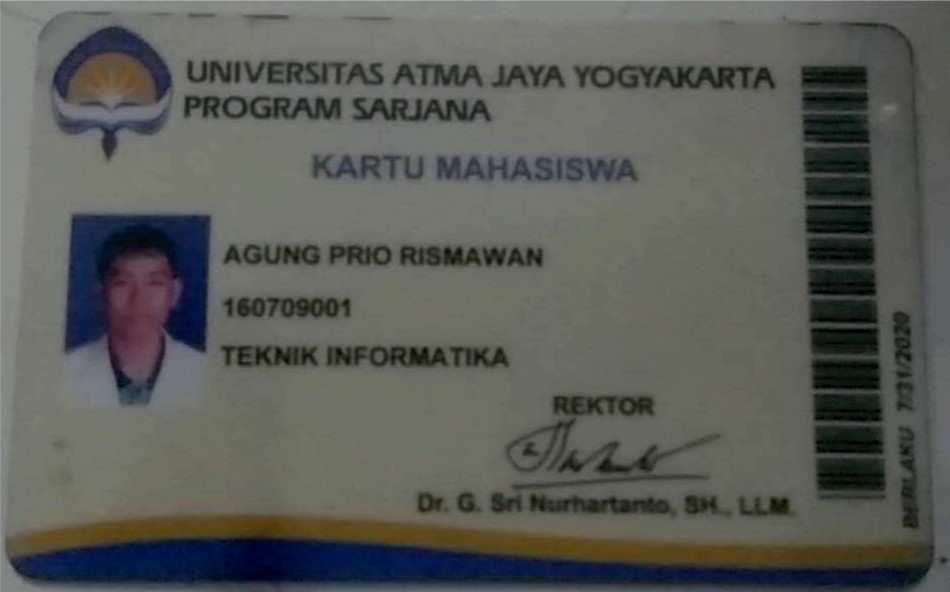 UNIVERSITAS ATMA JAYA YOGYAKARTA
PROGRAM SARJANA
KARTU MAHASISWA
AGUNG PRIO RISMAWAN
160709001
TEKNIK INFORMATIKA
REKTOR
Dr. G. Sri Nurhartanto, SH., LLM.
BERLAKU 7/31/2020